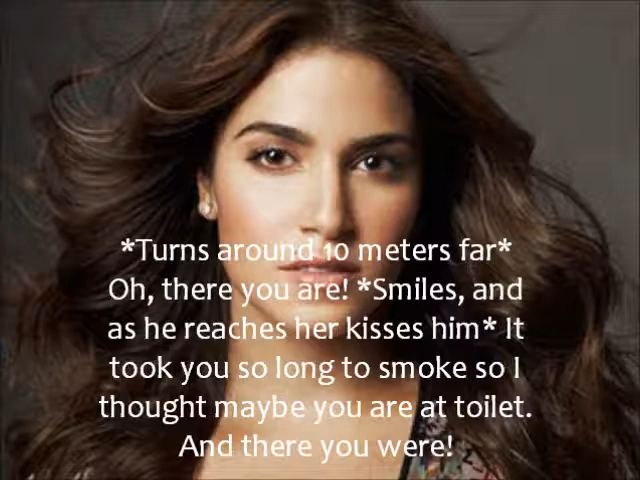 *Turns around 10 meters far*
Oh, there you are! *Smiles, and
as he reaches her kisses him* It
took you so long to smoke so I
thought maybe you are at toilet.
And there you were!